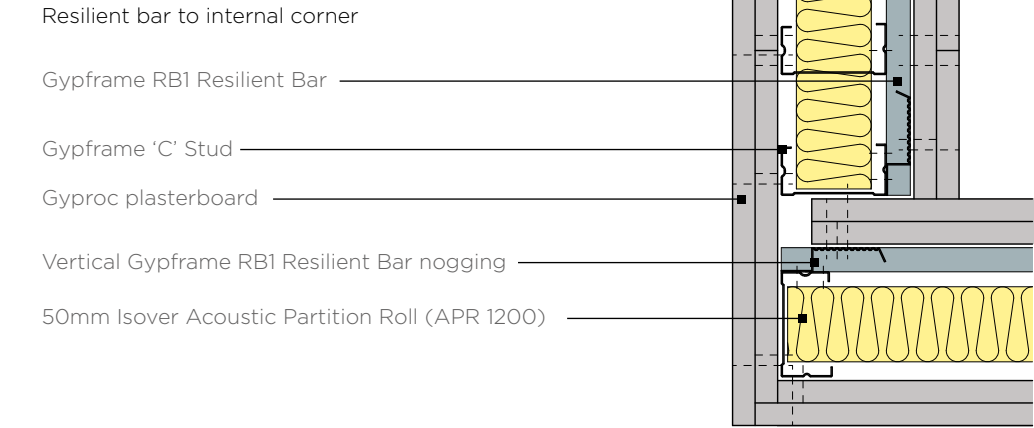 Resilient bar to internal corner
Gypframe RB1 Resilient Bar
Gypframe ‘C’ Stud
Gyproc plasterboard
Vertical Gypframe RB1 Resilient Bar nogging
50mm Isover Acoustic Partition Roll (APR 1200)